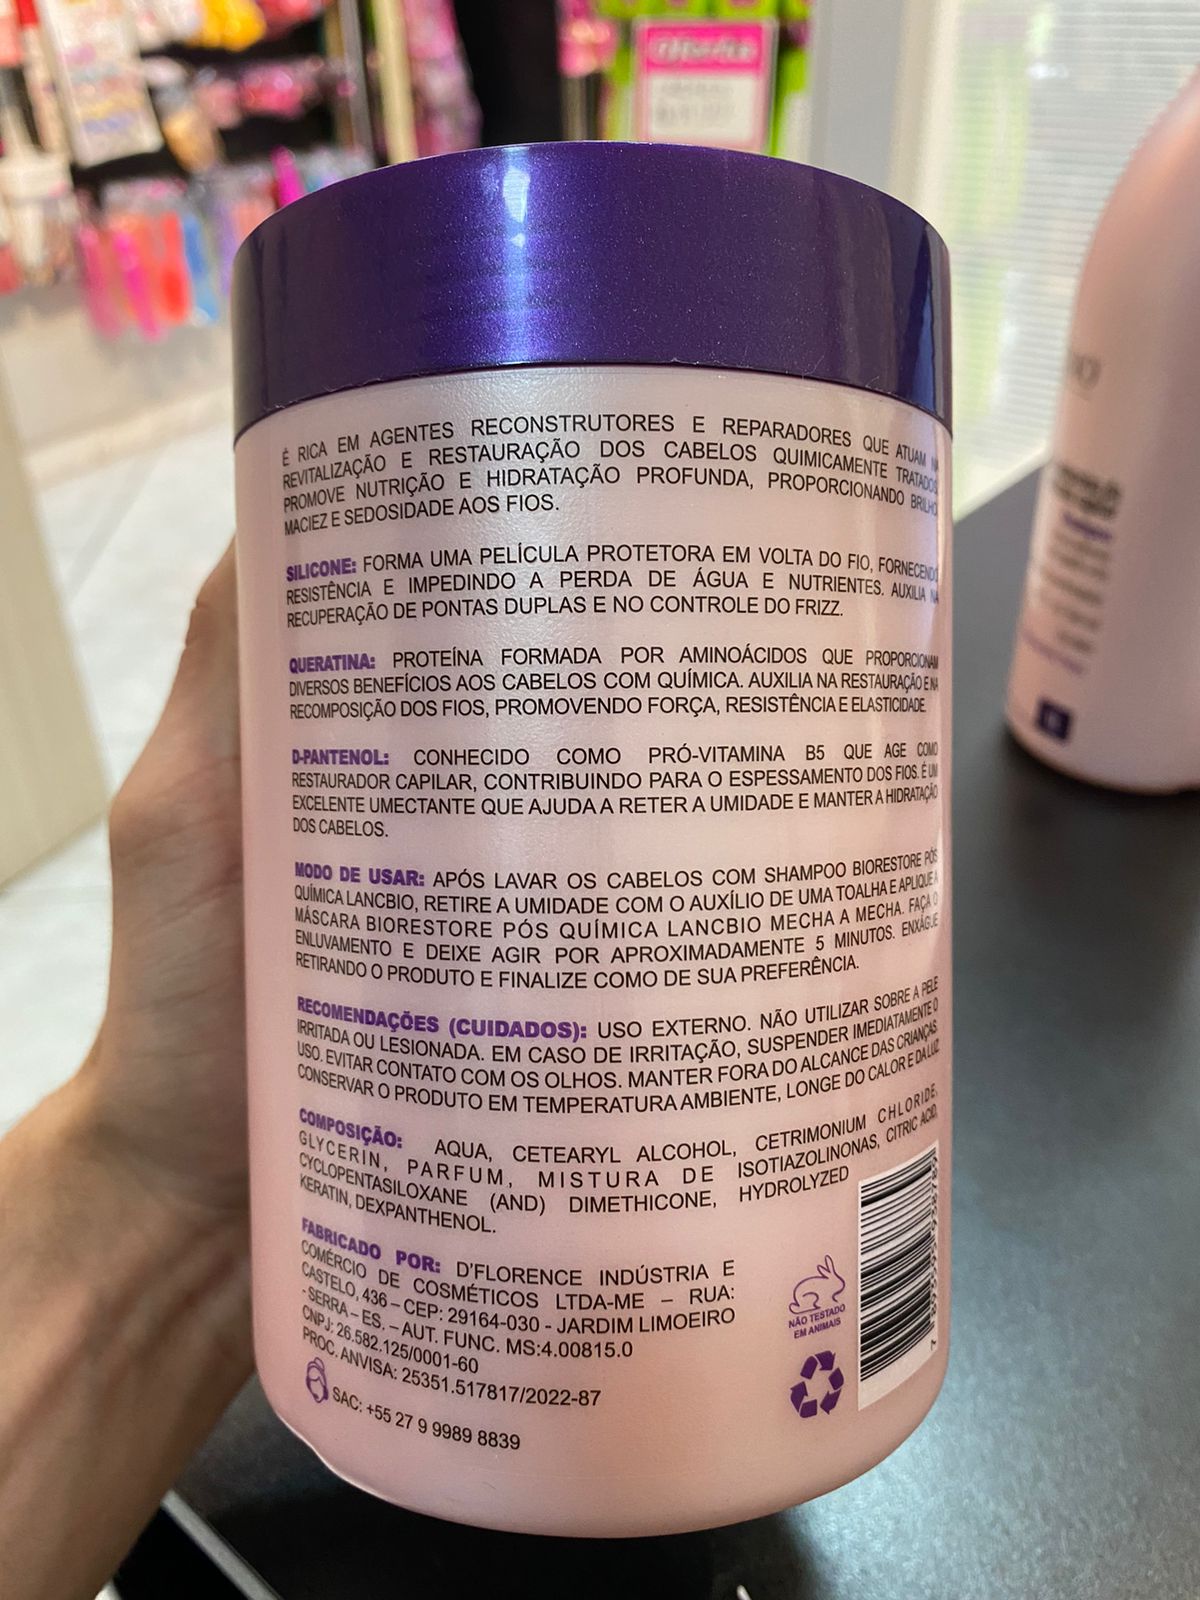 É RICA EM AGENTES RECONSTRUTORES E REPARADORES QUE ATUAM NA
REVITALIZAÇÃO E RESTAURAÇÃO DOS CABELOS QUIMICAMENTE TRATADOS.
PROMOVE NUTRIÇÃO E HIDRATAÇÃO PROFUNDA, PROPORCIONANDO BRILHO,
MACIEZ E SEDOSIDADE AOS FIOS.
SILICONE: FORMA UMA PELÍCULA PROTETORA EM VOLTA DO FIO, FORNECENDO
RESISTÊNCIA E IMPEDINDO A PERDA DE ÁGUA E NUTRIENTES. AUXILIA NA
RECUPERAÇÃO DE PONTAS DUPLAS E NO CONTROLE DO FRIZZ.
QUERATINA: PROTEÍNA FORMADA POR AMINOÁCIDOS QUE PROPORCIONAM
DIVERSOS BENEFÍCIOS AOS CABELOS COM QUÍMICA. AUXILIA NA RESTAURAÇÃO E NA
RECOMPOSIÇÃO DOS FIOS, PROMOVENDO FORÇA, RESISTÊNCIA E ELASTICIDADE.
D-PANTENOL: CONHECIDO COMO PRÓ-VITAMINA B5 QUE AGE COMO
RESTAURADOR CAPILAR, CONTRIBUINDO PARA O ESPESSAMENTO DOS FIOS. É UM
EXCELENTE UMECTANTE QUE AJUDA A RETER A UMIDADE E MANTER A HIDRATAÇÃO
DOS CABELOS.
MODO DE USAR: APÓS LAVAR OS CABELOS COM SHAMPOO BIORESTORE PÓS
QUÍMICA LANCBIO, RETIRE A UMIDADE COM O AUXÍLIO DE UMA TOALHA E APLIQUE A
MÁSCARA BIORESTORE PÓS QUÍMICA LANCBIO MECHA A MECHA. FAÇA O
ENLUVAMENTO E DEIXE AGIR POR APROXIMADAMENTE 5 MINUTOS. ENXÁGUE
RETIRANDO O PRODUTO E FINALIZE COMO DE SUA PREFERÊNCIA.
RECOMENDAÇÕES (CUIDADOS): USO EXTERNO. NÃO UTILIZAR SOBRE A PELE
IRRITADA OU LESIONADA. EM CASO DE IRRITAÇÃO, SUSPENDER IMEDIATAMENTE O
USO. EVITAR CONTATO COM OS OLHOS. MANTER FORA DO ALCANCE DAS CRIANÇAS.
CONSERVAR O PRODUTO EM TEMPERATURA AMBIENTE, LONGE DO CALOR E DA LUZ.
COMPOSIÇÃO: AQUA, CETEARYL ALCOHOL, CETRIMONIUM CHLORIDE,
GLYCERIN, PARFUM, MISTURA DE ISOTIAZOLINONAS, CITRIC ACID,
CYCLOPENTASILOXANE (AND) DIMETHICONE, HYDROLYZED
KERATIN, DEXPANTHENOL.
FABRICADO POR: D'FLORENCE INDÚSTRIA E
COMÉRCIO DE COSMÉTICOS LTDA-ME – RUA:
CASTELO, 436 – CEP: 29164-030 - JARDIM LIMOEIRO
- SERRA – ES. – AUT. FUNC. MS:4.00815.0
CNPJ: 26.582.125/0001-60
PROC. ANVISA: 25351.517817/2022-87
SAC: +55 27 9 9989 8839
NÃO TESTADO
EM ANIMAIS